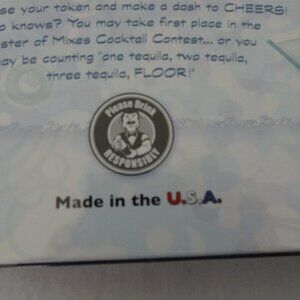 se your token and make a dash to CHEERS!
o knows? You may take first place in the
ster of Mixes Cocktail Contest... or you
ay be counting "one tequila, two tequila,
three tequila, FLOOR!"
Please Drink
RESPONSIBLY
Made in the U.S.A.